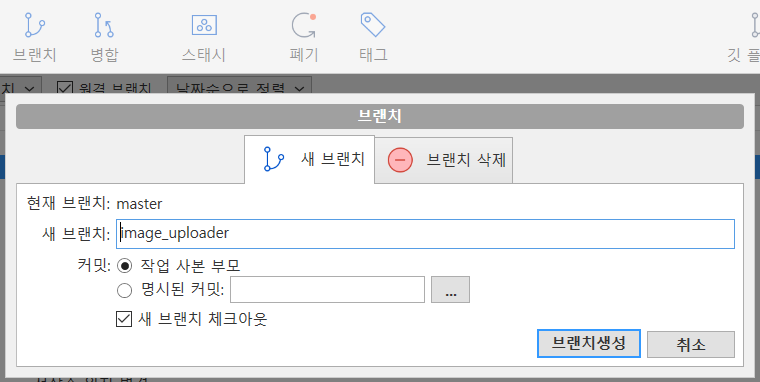 브랜치 병합 스태시 폐기 태그 깃 플
치 원격 브랜치 날짜순으로 정렬
브랜치
새 브랜치 브랜치 삭제
현재 브랜치: master
새 브랜치: image_uploader
커밋: 작업 사본 부모
명시된 커밋: ...
새 브랜치 체크아웃
브랜치생성 취소